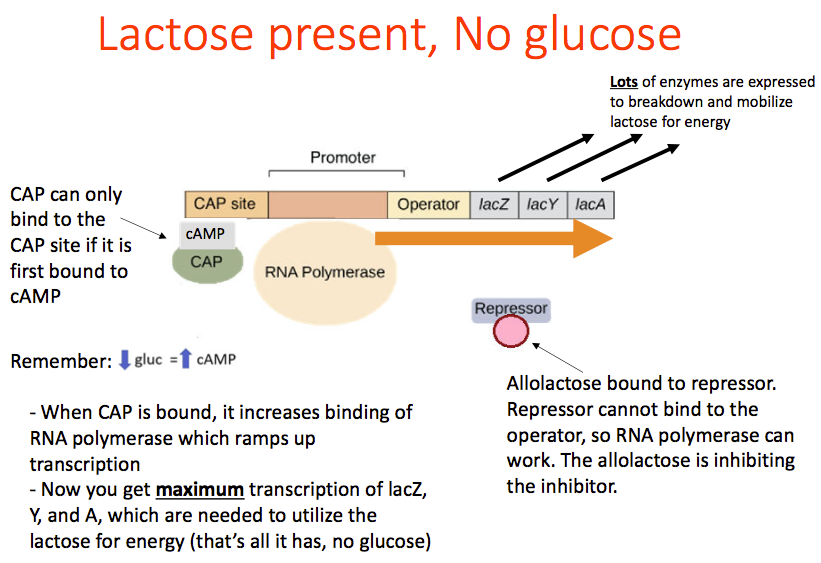 Lactose present, No glucose
Lots of enzymes are expressed
to breakdown and mobilize
lactose for energy
Promoter
CAP can only
bind to the
CAP site if it is
first bound to
cAMP
CAP site
Operator
lacZ
lacY
lacA
cAMP
CAP
RNA Polymerase
Repressor
Remember: gluc = cAMP
Allolactose bound to repressor.
Repressor cannot bind to the
operator, so RNA polymerase can
work. The allolactose is inhibiting
the inhibitor.
- When CAP is bound, it increases binding of
RNA polymerase which ramps up
transcription
- Now you get maximum transcription of lacZ,
Y, and A, which are needed to utilize the
lactose for energy (that's all it has, no glucose)